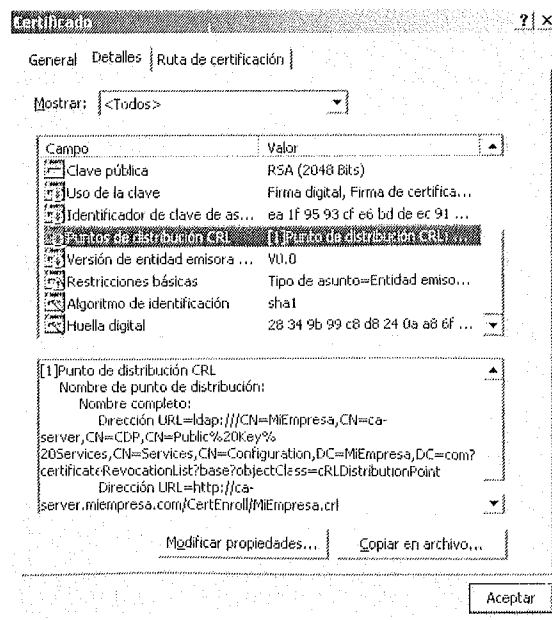 Certificado
General Detalles Ruta de certificación
Mostrar: <Todos>
Campo Valor
Clave pública RSA (2048 Bits)
Uso de la clave Firma digital, Firma de certifica...
Identificador de clave de as... ea 1f 95 93 cf e6 bd de ec 91 ...
Puntos de distribución CRL [1]Punto de distribución CRL: ...
Versión de entidad emisora ... V0.0
Restricciones básicas Tipo de asunto=Entidad emiso...
Algoritmo de identificación sha1
Huella digital 28 34 9b 99 c8 d8 24 0a a8 6f ...
[1]Punto de distribución CRL
Nombre de punto de distribución:
Nombre completo:
Dirección URL=ldap:///CN=MiEmpresa,CN=ca-
server,CN=CDP,CN=Public%20Key%
20Services,CN=Services,CN=Configuration,DC=MiEmpresa,DC=com?
certificateRevocationList?base?objectClass=cRLDistributionPoint
Dirección URL=http://ca-
server.miempresa.com/CertEnroll/MiEmpresa.crl
Modificar propiedades... Copiar en archivo...
Aceptar